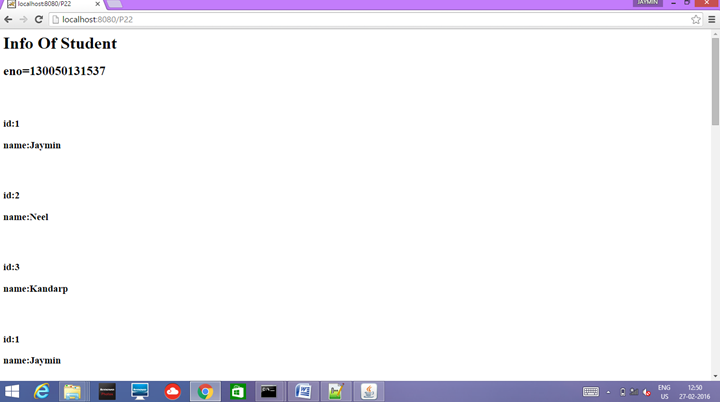 localhost:8080/P22
JAYMIN
localhost:8080/P22
Info Of Student
eno=130050131537
id:1
name:Jaymin
id:2
name:Neel
id:3
name:Kandarp
id:1
name:Jaymin
ENG
US
12:50
27-02-2016